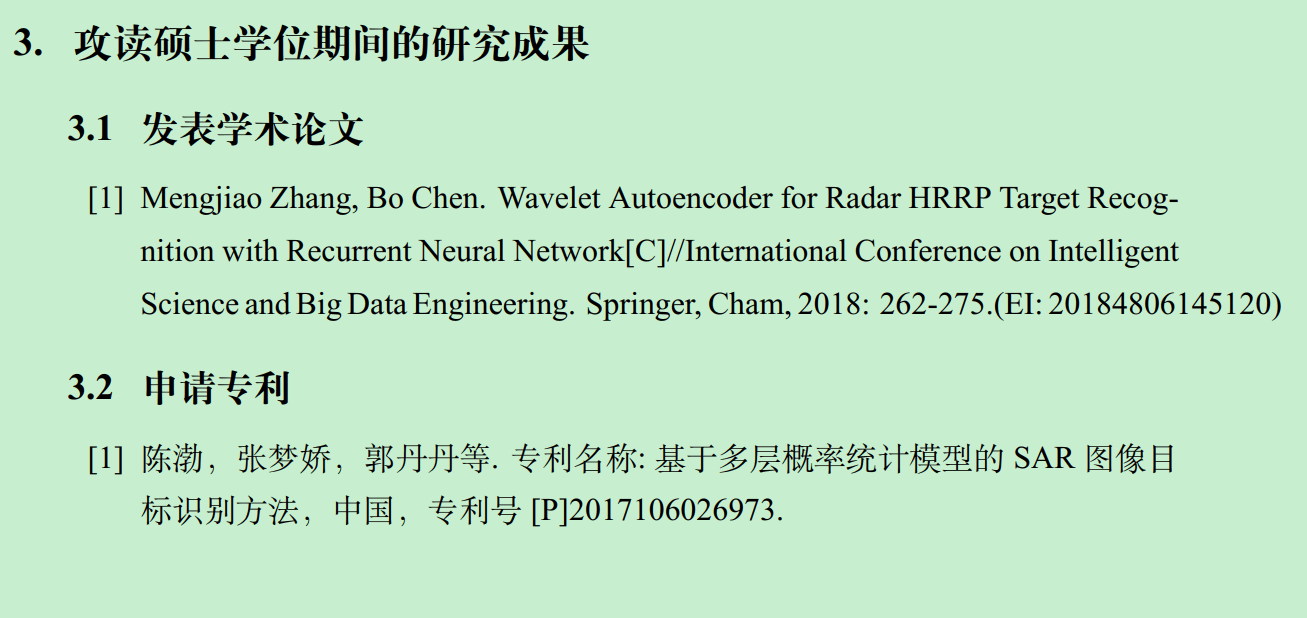 3. 攻读硕士学位期间的研究成果
3.1 发表学术论文
[1] Mengjiao Zhang, Bo Chen. Wavelet Autoencoder for Radar HRRP Target Recog-
nition with Recurrent Neural Network[C]//International Conference on Intelligent
Science and Big Data Engineering. Springer, Cham, 2018: 262-275.(EI: 20184806145120)
3.2 申请专利
[1] 陈渤，张梦娇，郭丹丹等. 专利名称: 基于多层概率统计模型的 SAR 图像目
标识别方法，中国，专利号 [P]2017106026973.